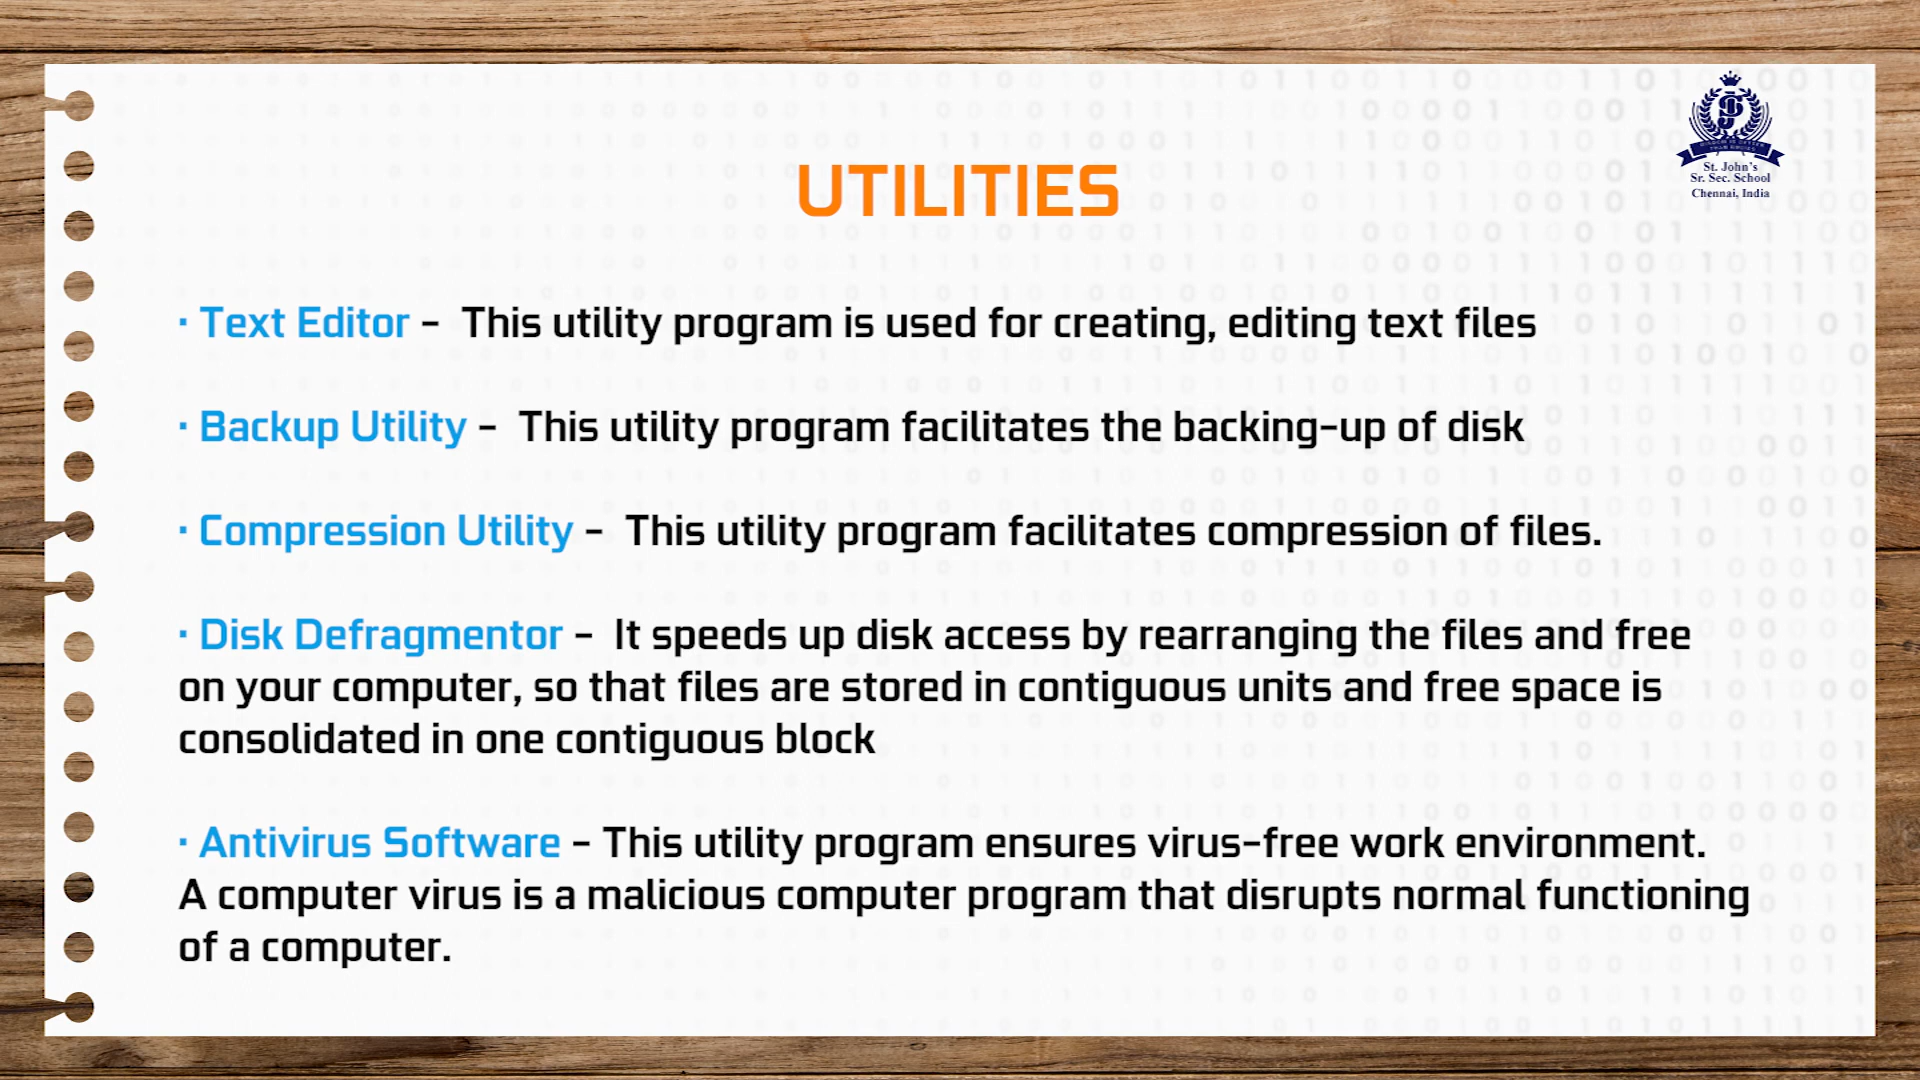 St. John's
Sr. Sec. School
Chennai, India
UTILITIES
· Text Editor – This utility program is used for creating, editing text files
· Backup Utility – This utility program facilitates the backing-up of disk
· Compression Utility – This utility program facilitates compression of files.
· Disk Defragmentor – It speeds up disk access by rearranging the files and free
on your computer, so that files are stored in contiguous units and free space is
consolidated in one contiguous block
· Antivirus Software – This utility program ensures virus-free work environment.
A computer virus is a malicious computer program that disrupts normal functioning
of a computer.